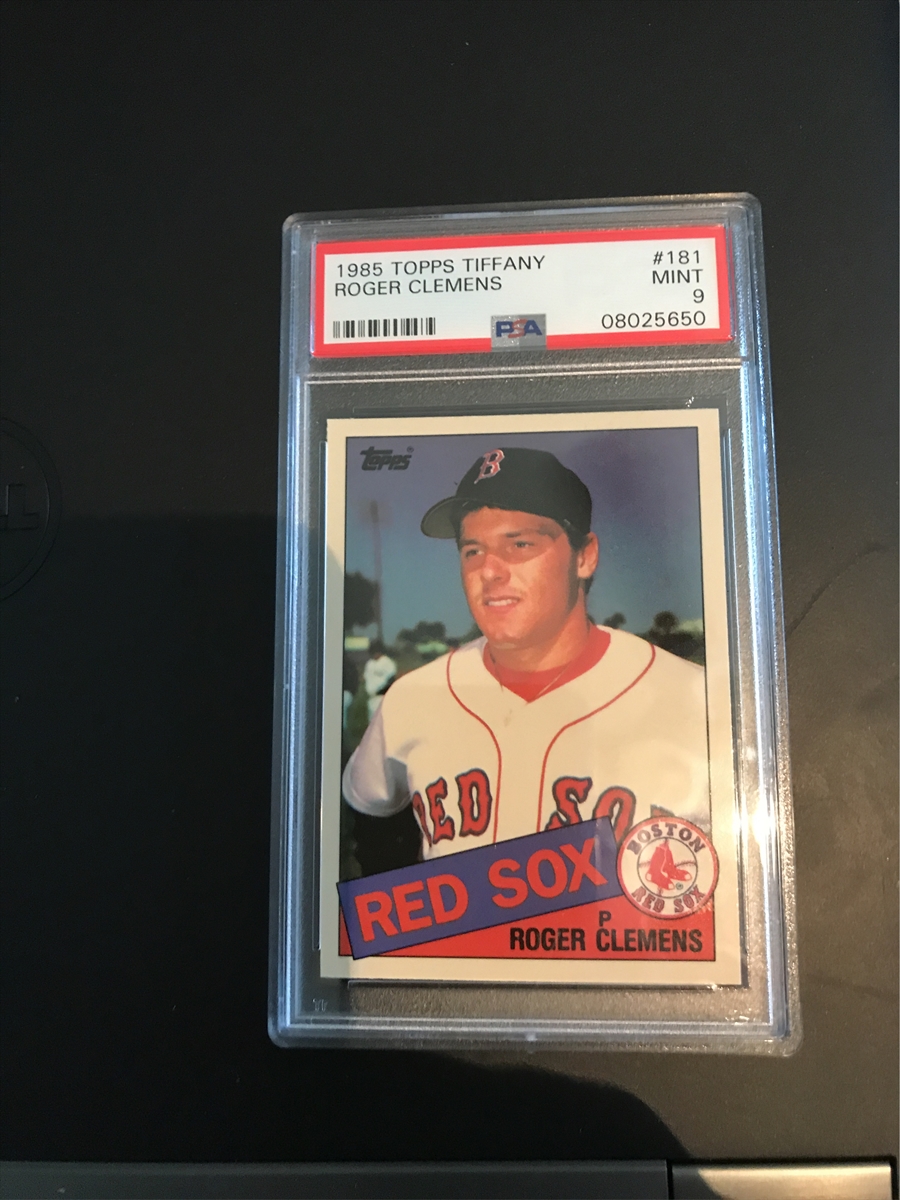 1985 TOPPS TIFFANY #181
ROGER CLEMENS MINT
9
PSA 08025650
Topps®
B
RED SO
BOSTON
RED SOX
RED SOX
P
ROGER CLEMENS